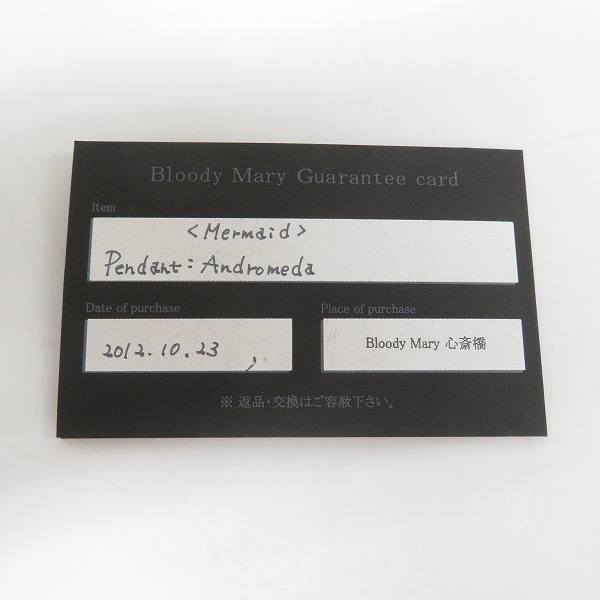 Bloody Mary Guarantee card
Item
<Mermaid>
Pendant: Andromeda
Date of purchase
Place of purchase
2012.10.23
Bloody Mary 心斎橋
※ 返品・交換はご容赦下さい。